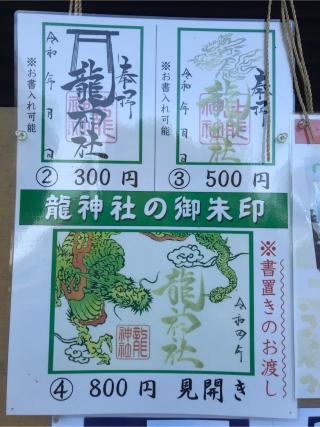 奉拝
龍神社
令和 年 月 日
※お書入れ可能
② 300円
奉拝
龍神社
令和 年 月 日
※お書入れ可能
③ 500円
龍神社の御朱印
龍神社
龍神社
令和四年
※書置きのお渡し
④ 800円 見開き